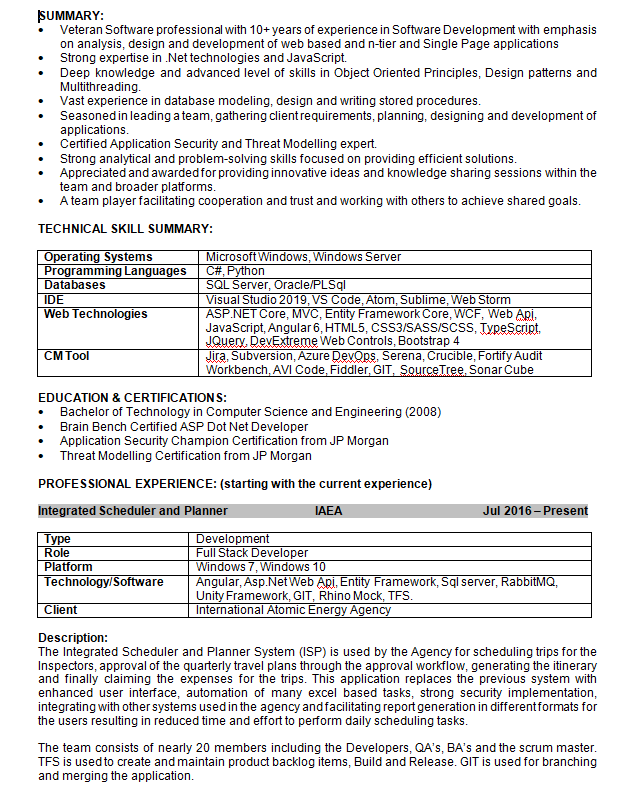 SUMMARY:
• Veteran Software professional with 10+ years of experience in Software Development with emphasis
on analysis, design and development of web based and n-tier and Single Page applications
• Strong expertise in .Net technologies and JavaScript.
• Deep knowledge and advanced level of skills in Object Oriented Principles, Design patterns and
Multithreading.
• Vast experience in database modeling, design and writing stored procedures.
• Seasoned in leading a team, gathering client requirements, planning, designing and development of
applications.
• Certified Application Security and Threat Modelling expert.
• Strong analytical and problem-solving skills focused on providing efficient solutions.
• Appreciated and awarded for providing innovative ideas and knowledge sharing sessions within the
team and broader platforms.
• A team player facilitating cooperation and trust and working with others to achieve shared goals.
TECHNICAL SKILL SUMMARY:
Operating Systems Microsoft Windows, Windows Server
Programming Languages C#, Python
Databases SQL Server, Oracle/PLSql
IDE Visual Studio 2019, VS Code, Atom, Sublime, Web Storm
Web Technologies ASP.NET Core, MVC, Entity Framework Core, WCF, Web Api,
JavaScript, Angular 6, HTML5, CSS3/SASS/SCSS, TypeScript,
JQuery, DevExtreme Web Controls, Bootstrap 4
CM Tool Jira, Subversion, Azure DevOps, Serena, Crucible, Fortify Audit
Workbench, AVI Code, Fiddler, GIT, SourceTree, Sonar Cube
EDUCATION & CERTIFICATIONS:
• Bachelor of Technology in Computer Science and Engineering (2008)
• Brain Bench Certified ASP Dot Net Developer
• Application Security Champion Certification from JP Morgan
• Threat Modelling Certification from JP Morgan
PROFESSIONAL EXPERIENCE: (starting with the current experience)
Integrated Scheduler and Planner IAEA Jul 2016 – Present
Type Development
Role Full Stack Developer
Platform Windows 7, Windows 10
Technology/Software Angular, Asp.Net Web Api, Entity Framework, Sql server, RabbitMQ,
Unity Framework, GIT, Rhino Mock, TFS.
Client International Atomic Energy Agency
Description:
The Integrated Scheduler and Planner System (ISP) is used by the Agency for scheduling trips for the
Inspectors, approval of the quarterly travel plans through the approval workflow, generating the itinerary
and finally claiming the expenses for the trips. This application replaces the previous system with
enhanced user interface, automation of many excel based tasks, strong security implementation,
integrating with other systems used in the agency and facilitating report generation in different formats for
the users resulting in reduced time and effort to perform daily scheduling tasks.
The team consists of nearly 20 members including the Developers, QA's, BA's and the scrum master.
TFS is used to create and maintain product backlog items, Build and Release. GIT is used for branching
and merging the application.